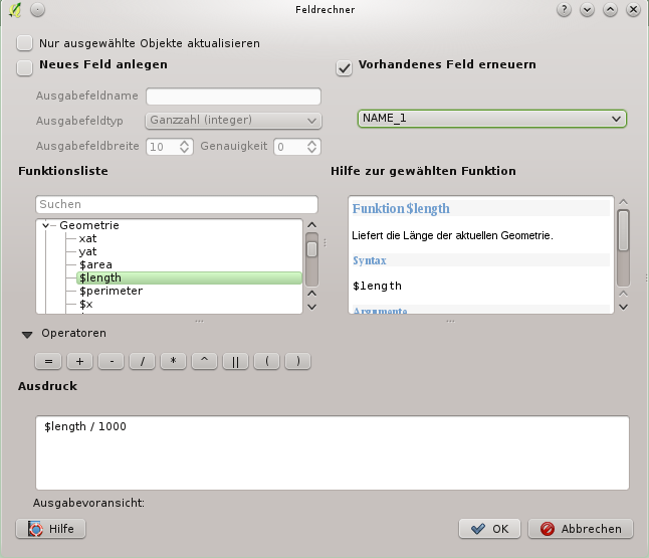 Feldrechner
Nur ausgewählte Objekte aktualisieren
Neues Feld anlegen
Vorhandenes Feld erneuern
Ausgabefeldname
Ausgabefeldtyp Ganzzahl (integer)
NAME_1
Ausgabefeldbreite 10 Genauigkeit 0
Funktionsliste
Hilfe zur gewählten Funktion
Suchen
Geometrie
xat
yat
$area
$length
$perimeter
$x
Funktion $length
Liefert die Länge der aktuellen Geometrie.
Syntax
$length
Argumente
Operatoren
= + - / * ^ || ( )
Ausdruck
$length / 1000
Ausgabevoransicht:
Hilfe
OK
Abbrechen